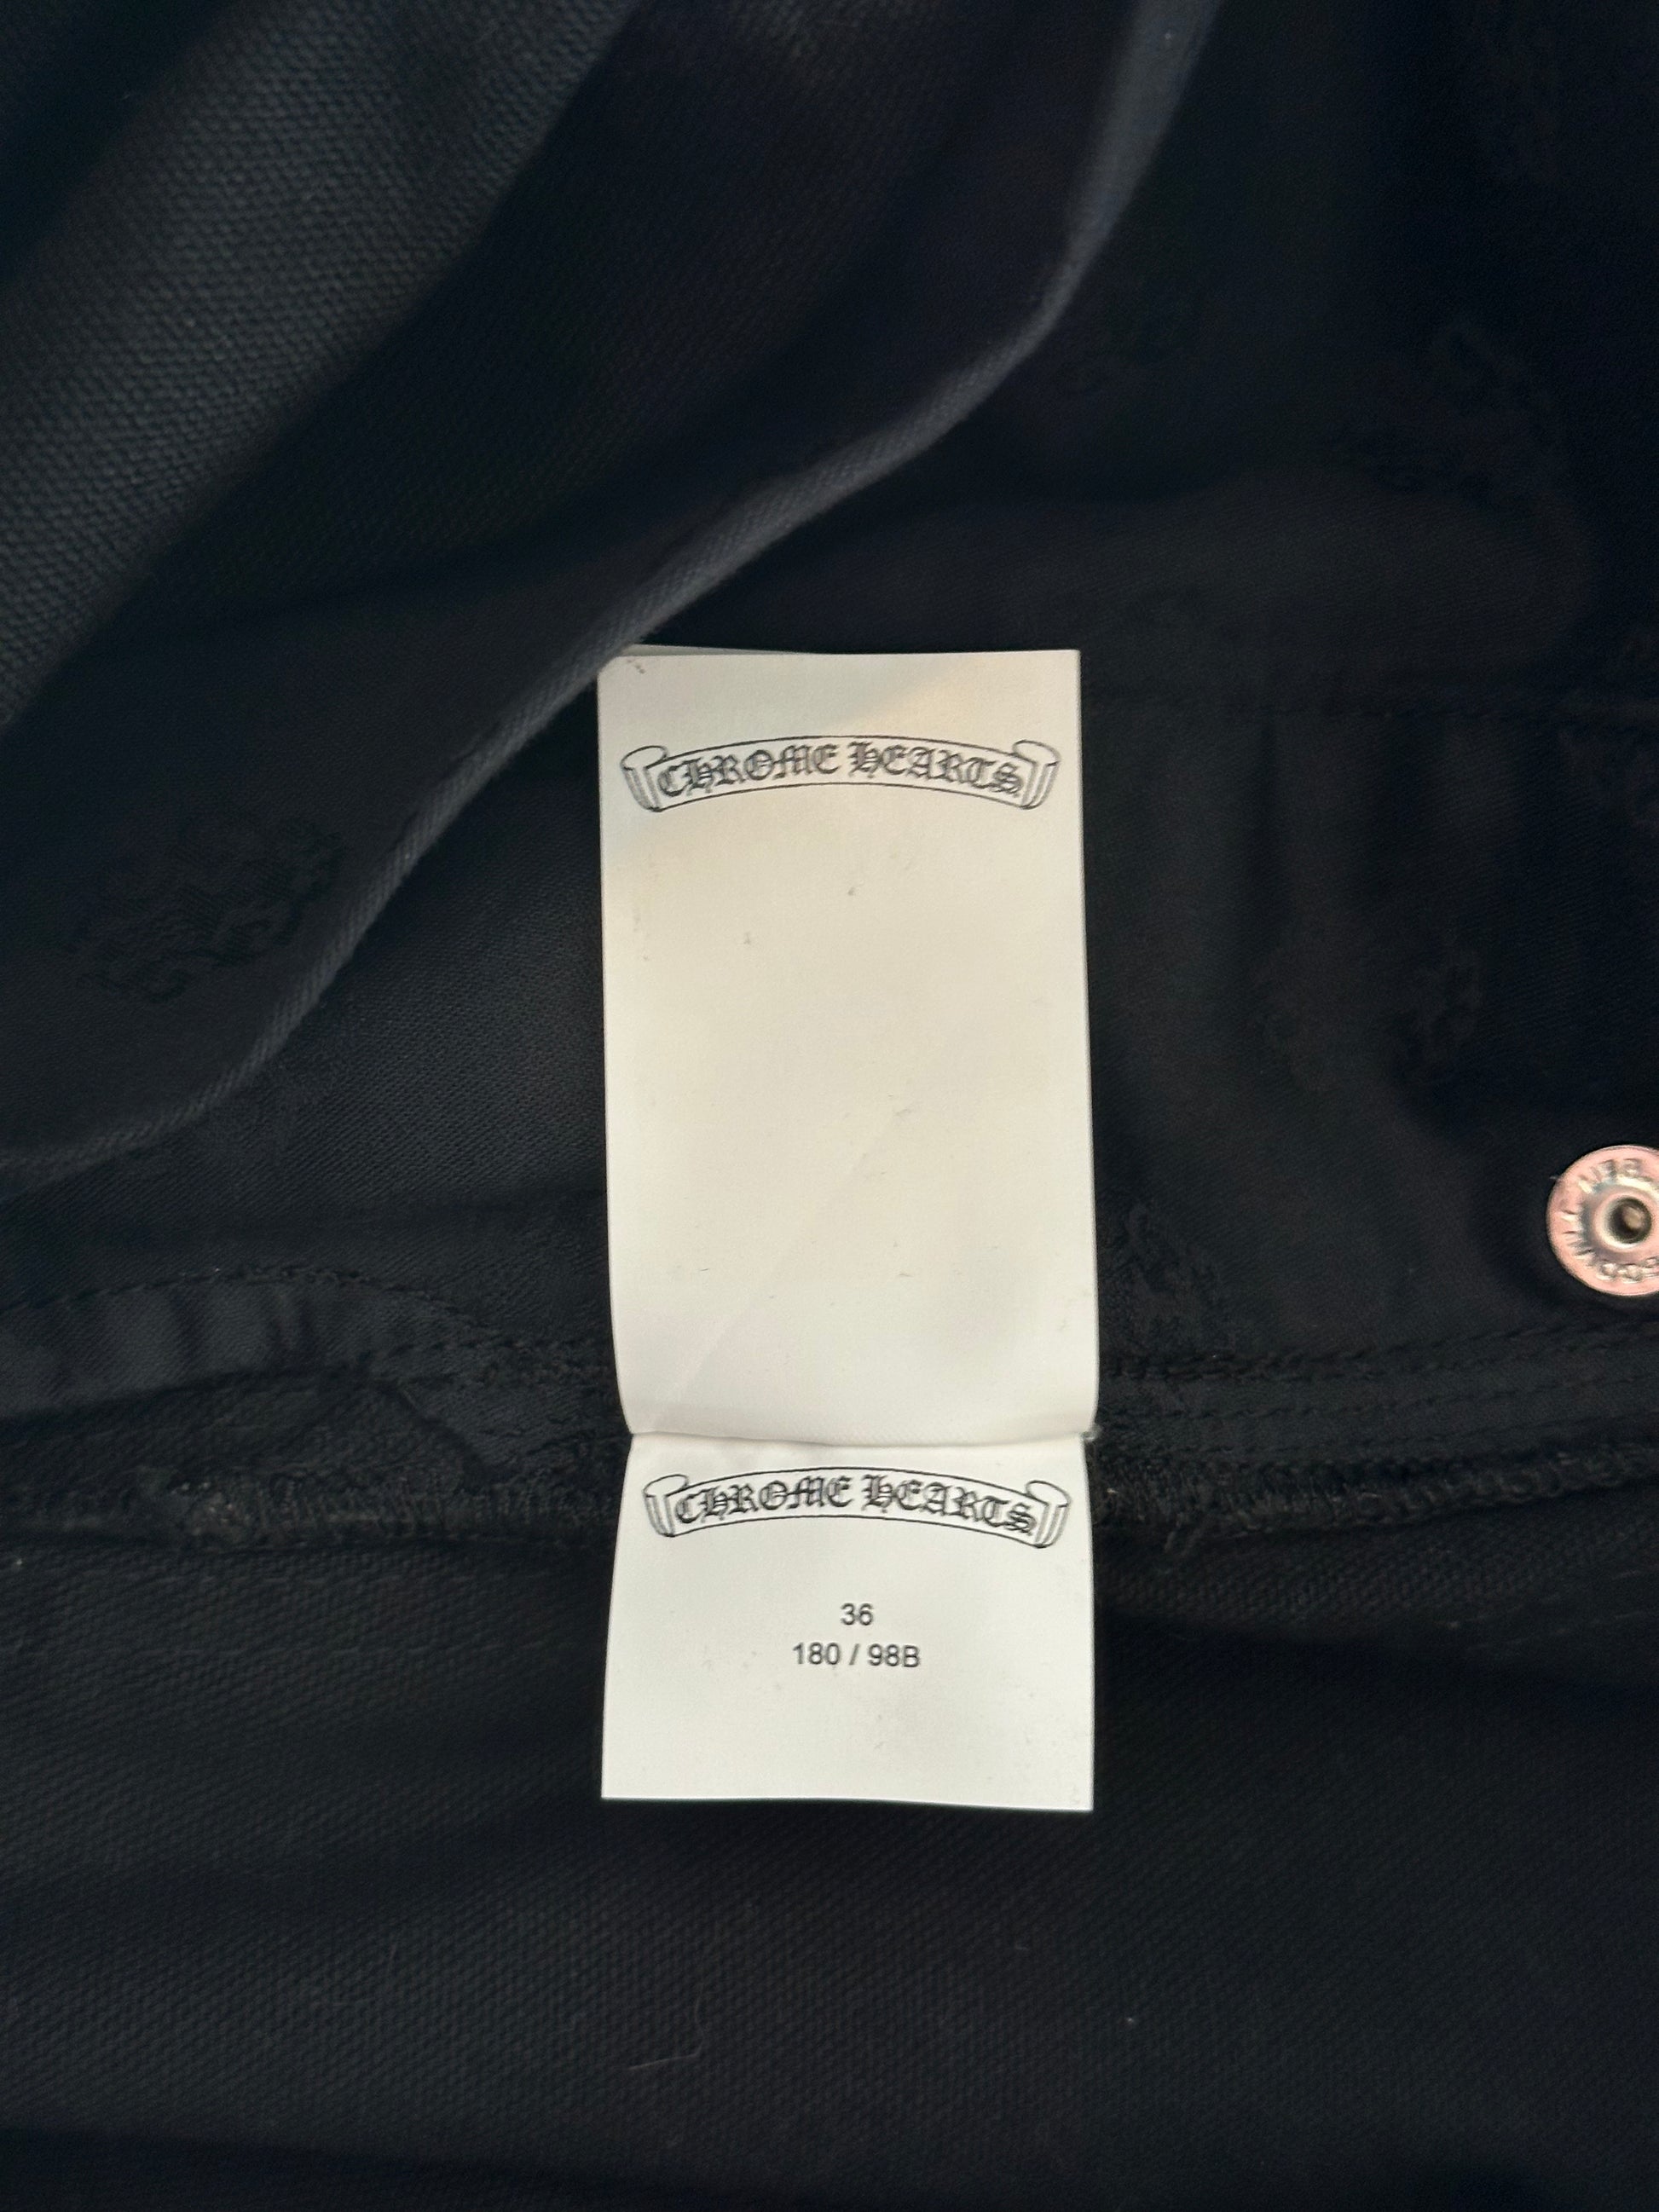 CHROME HEARTS
CHROME HEARTS
36
180 / 98B